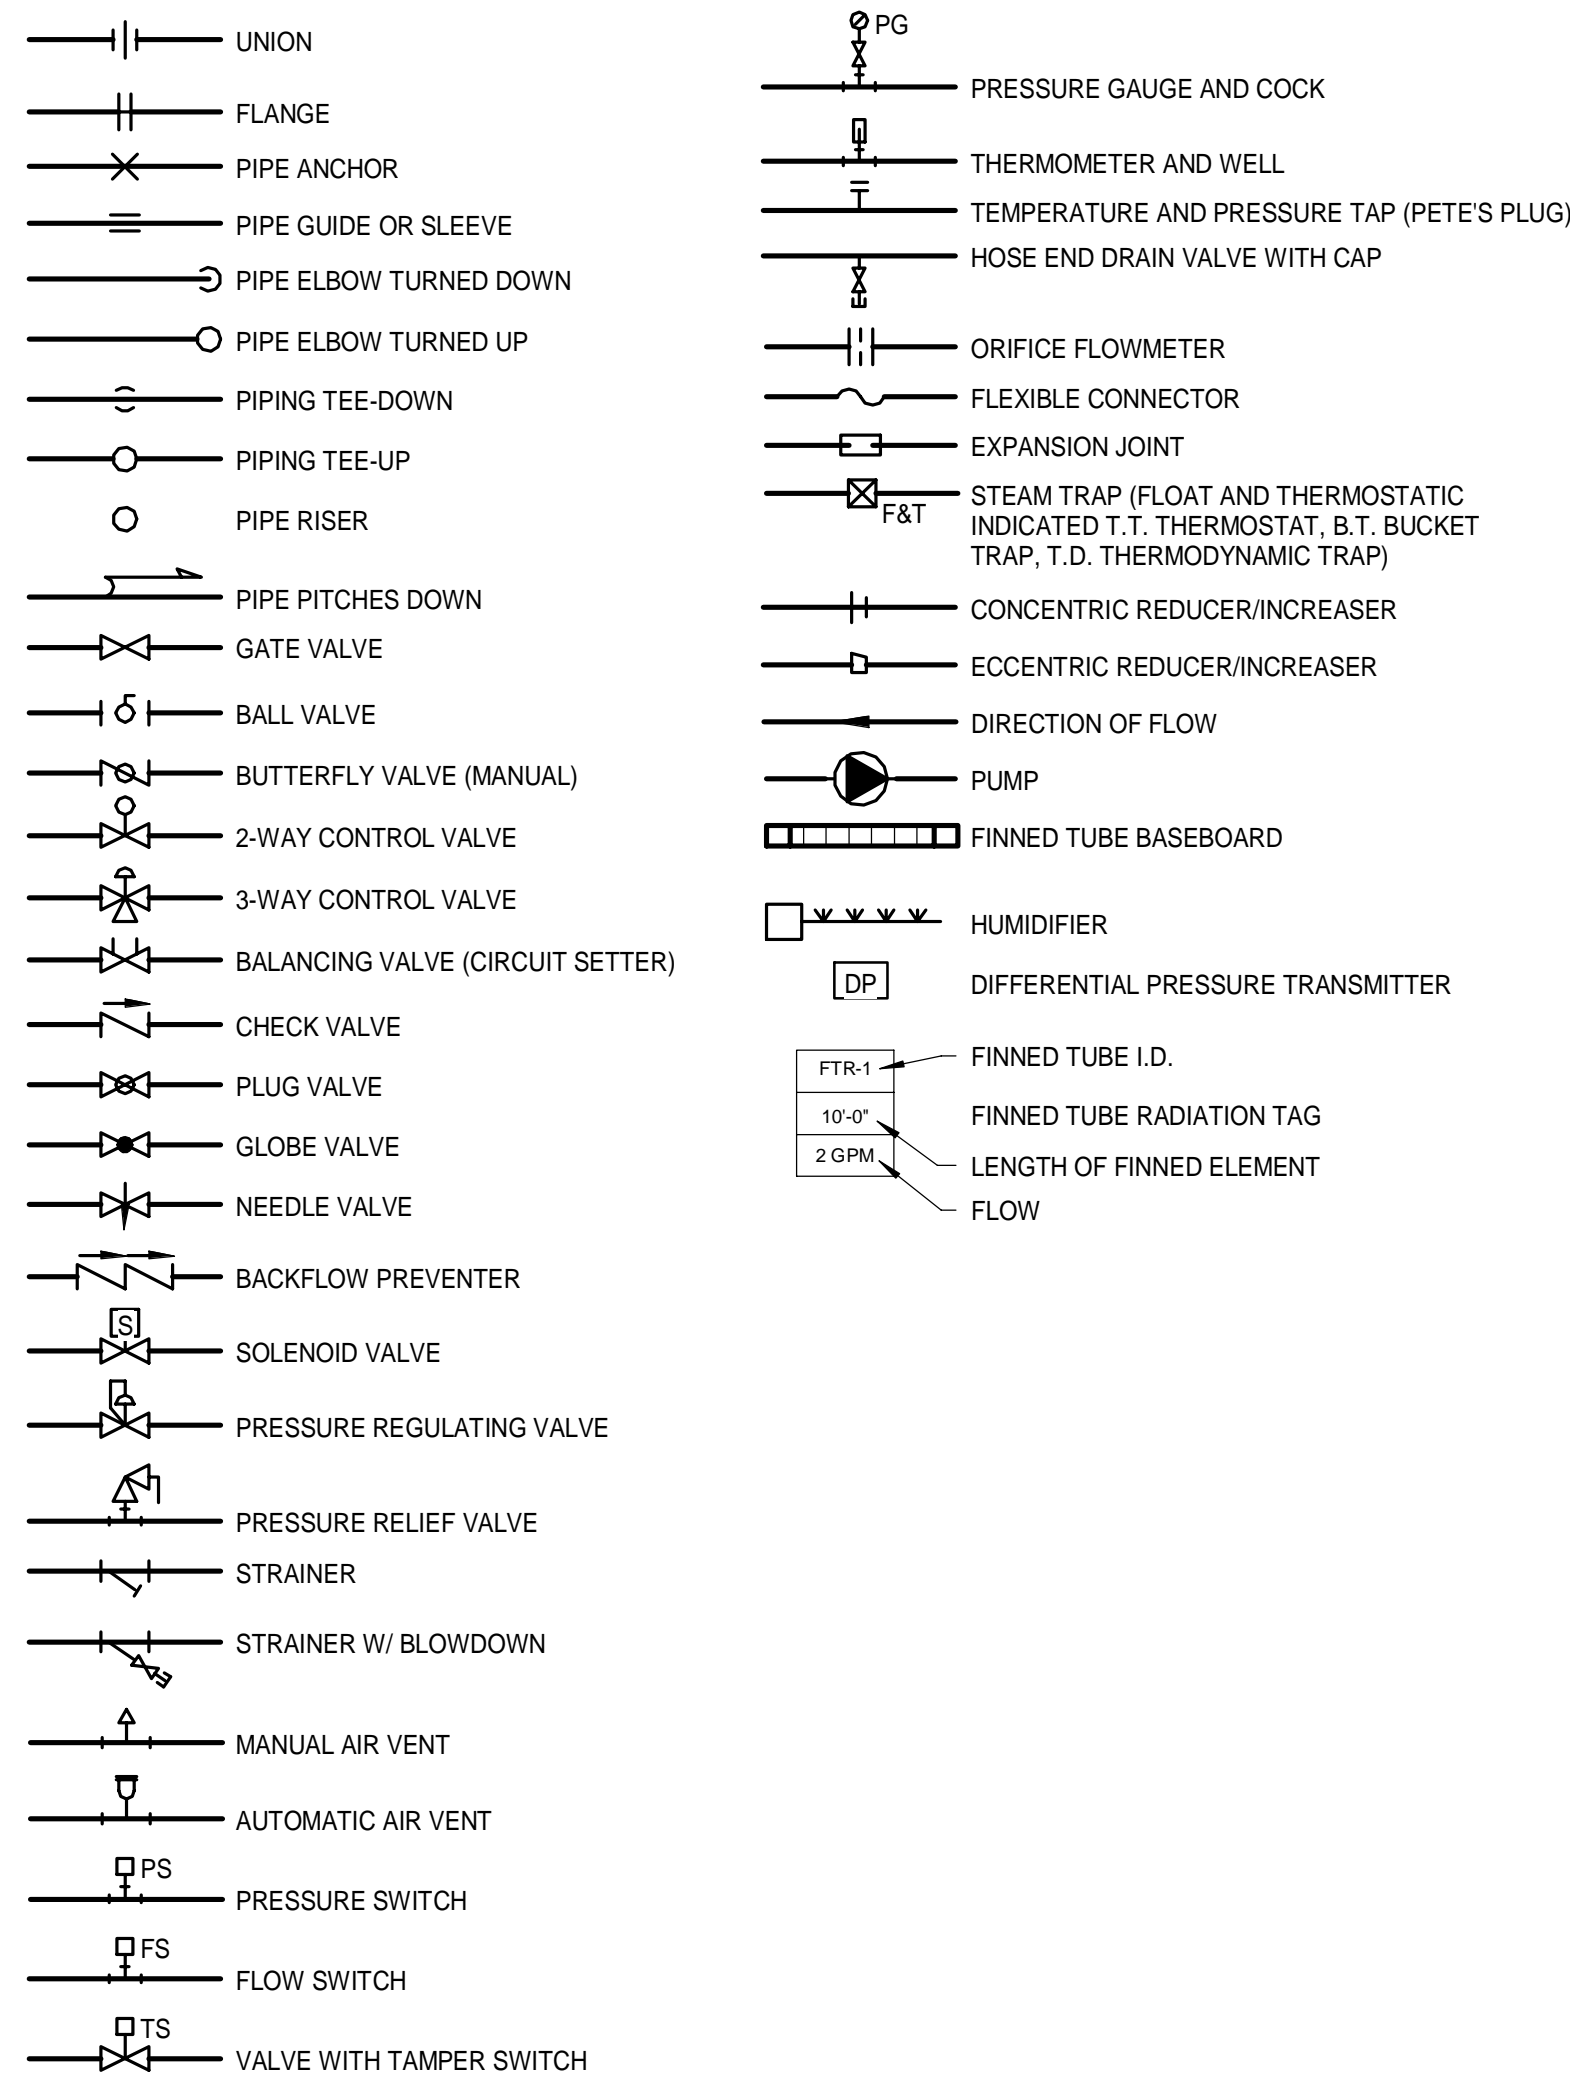 UNION
FLANGE
PIPE ANCHOR
PIPE GUIDE OR SLEEVE
PIPE ELBOW TURNED DOWN
PIPE ELBOW TURNED UP
PIPING TEE-DOWN
PIPING TEE-UP
PIPE RISER
PIPE PITCHES DOWN
GATE VALVE
BALL VALVE
BUTTERFLY VALVE (MANUAL)
2-WAY CONTROL VALVE
3-WAY CONTROL VALVE
BALANCING VALVE (CIRCUIT SETTER)
CHECK VALVE
PLUG VALVE
GLOBE VALVE
NEEDLE VALVE
BACKFLOW PREVENTER
S
SOLENOID VALVE
PRESSURE REGULATING VALVE
PRESSURE RELIEF VALVE
STRAINER
STRAINER W/ BLOWDOWN
MANUAL AIR VENT
AUTOMATIC AIR VENT
PS
PRESSURE SWITCH
FS
FLOW SWITCH
TS
VALVE WITH TAMPER SWITCH
PG
PRESSURE GAUGE AND COCK
THERMOMETER AND WELL
TEMPERATURE AND PRESSURE TAP (PETE'S PLUG)
HOSE END DRAIN VALVE WITH CAP
ORIFICE FLOWMETER
FLEXIBLE CONNECTOR
EXPANSION JOINT
F&T
STEAM TRAP (FLOAT AND THERMOSTATIC
INDICATED T.T. THERMOSTAT, B.T. BUCKET
TRAP, T.D. THERMODYNAMIC TRAP)
CONCENTRIC REDUCER/INCREASER
ECCENTRIC REDUCER/INCREASER
DIRECTION OF FLOW
PUMP
FINNED TUBE BASEBOARD
HUMIDIFIER
DP
DIFFERENTIAL PRESSURE TRANSMITTER
FTR-1
FINNED TUBE I.D.
10'-0"
FINNED TUBE RADIATION TAG
2 GPM
LENGTH OF FINNED ELEMENT
FLOW